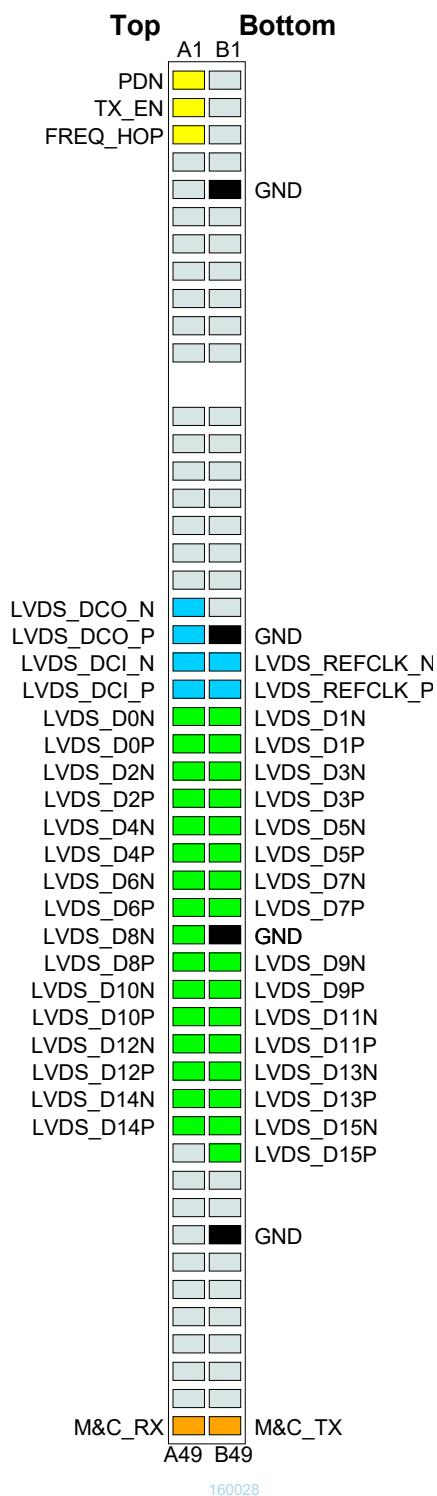 Top Bottom
A1 B1
PDN
TX_EN
FREQ_HOP
GND
LVDS_DCO_N
LVDS_DCO_P GND
LVDS_DCI_N LVDS_REFCLK_N
LVDS_DCI_P LVDS_REFCLK_P
LVDS_D0N LVDS_D1N
LVDS_D0P LVDS_D1P
LVDS_D2N LVDS_D3N
LVDS_D2P LVDS_D3P
LVDS_D4N LVDS_D5N
LVDS_D4P LVDS_D5P
LVDS_D6N LVDS_D7N
LVDS_D6P LVDS_D7P
LVDS_D8N GND
LVDS_D8P LVDS_D9N
LVDS_D10N LVDS_D9P
LVDS_D10P LVDS_D11N
LVDS_D12N LVDS_D11P
LVDS_D12P LVDS_D13N
LVDS_D14N LVDS_D13P
LVDS_D14P LVDS_D15N
LVDS_D15P
GND
M&C_RX M&C_TX
A49 B49
160028